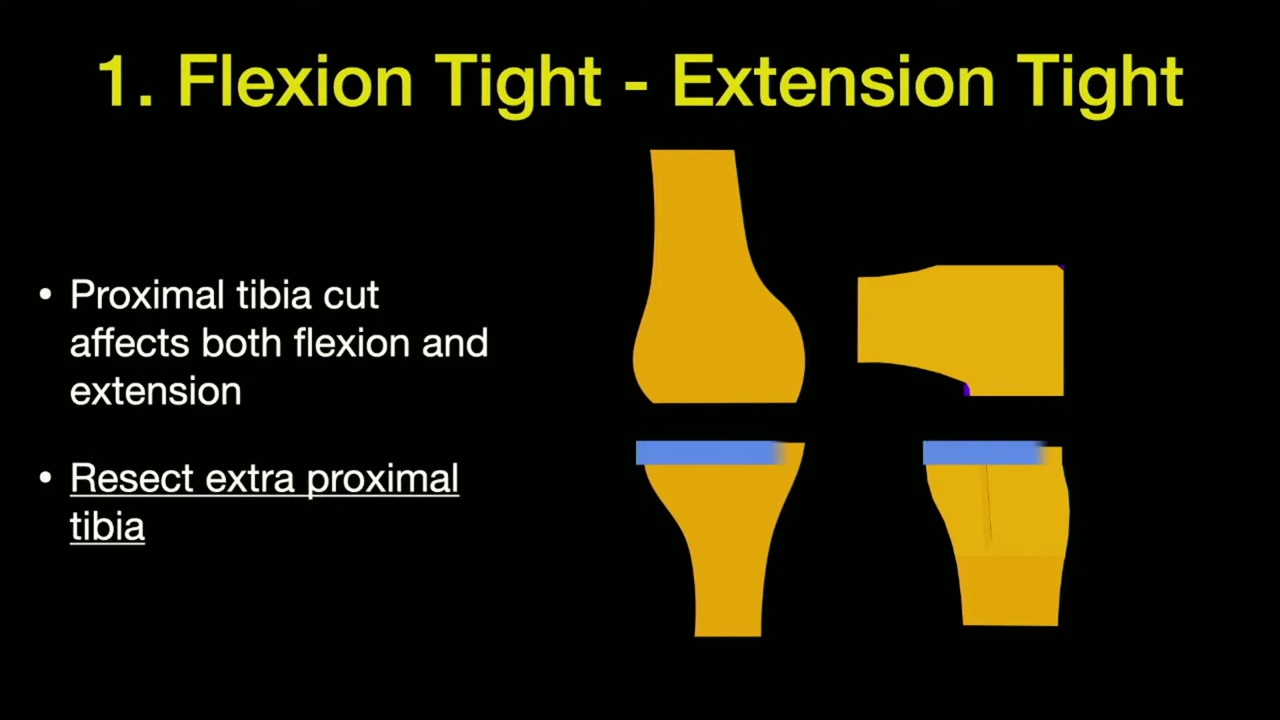 1. Flexion Tight - Extension Tight
• Proximal tibia cut
affects both flexion and
extension
• Resect extra proximal
tibia